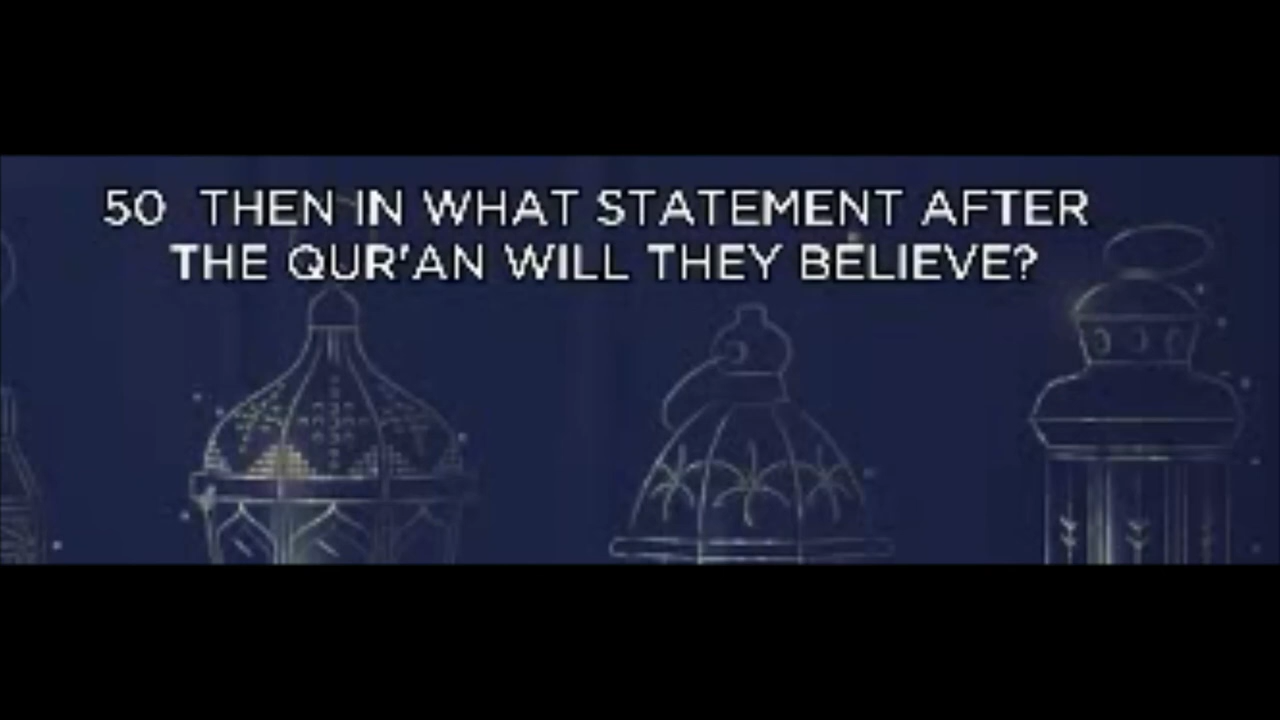 50 THEN IN WHAT STATEMENT AFTER
THE QUR'AN WILL THEY BELIEVE?